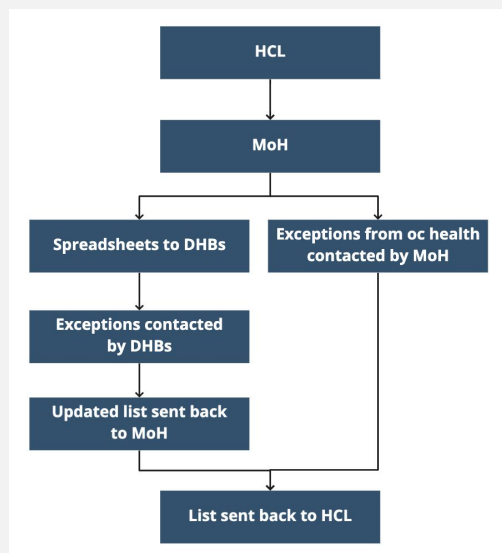 HCL
MoH
Spreadsheets to DHBs
Exceptions from oc health
contacted by MoH
Exceptions contacted
by DHBs
Updated list sent back
to MoH
List sent back to HCL